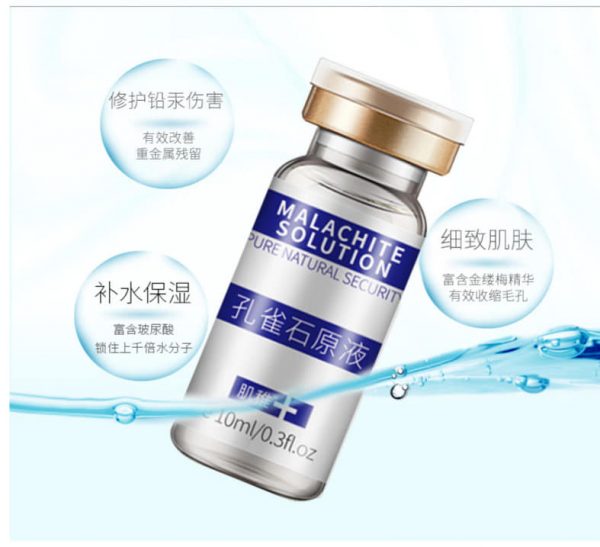 修护铅汞伤害
有效改善
重金属残留
补水保湿
富含玻尿酸
锁住上千倍水分子
细致肌肤
富含金缕梅精华
有效收缩毛孔
MALACHITE
SOLUTION
PURE NATURAL SECURITY
孔雀石原液
10ml/0.3fl.oz